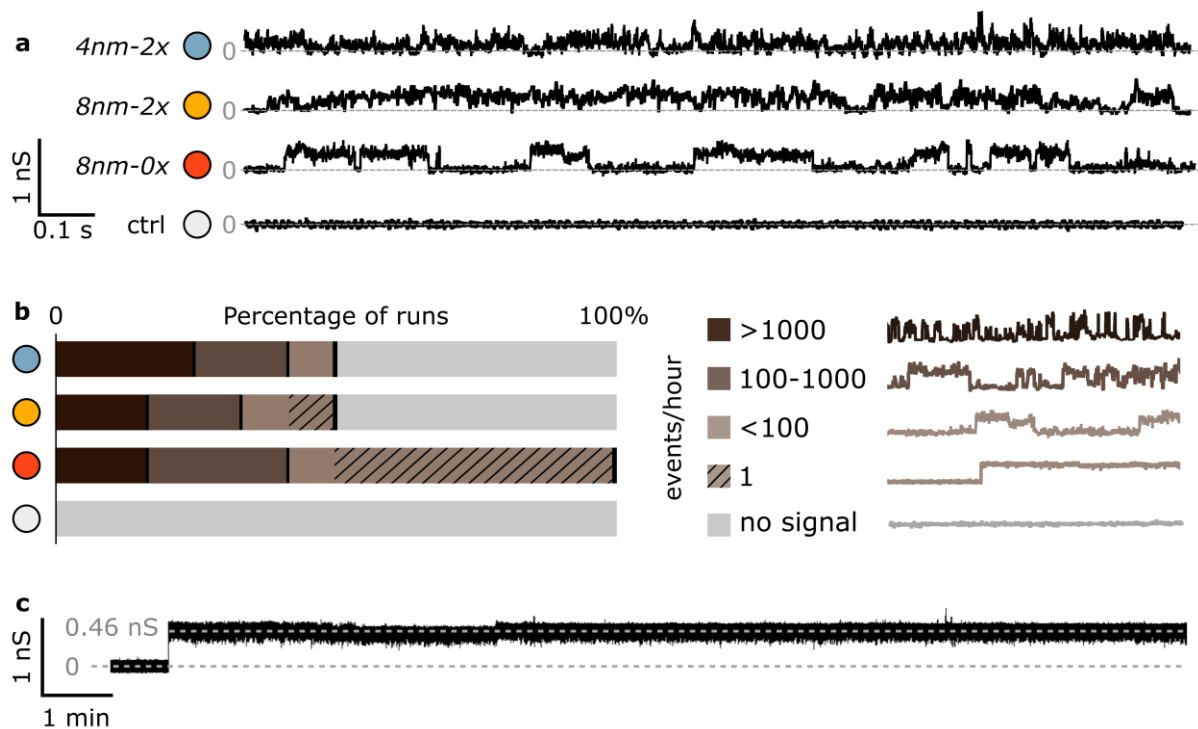 a
4nm-2x 0
8nm-2x 0
8nm-0x 0
1 nS
ctrl 0
0.1 s
b
0 Percentage of runs 100%
events/hour
>1000
100-1000
<100
1
no signal
c
1 nS
0.46 nS
0
1 min